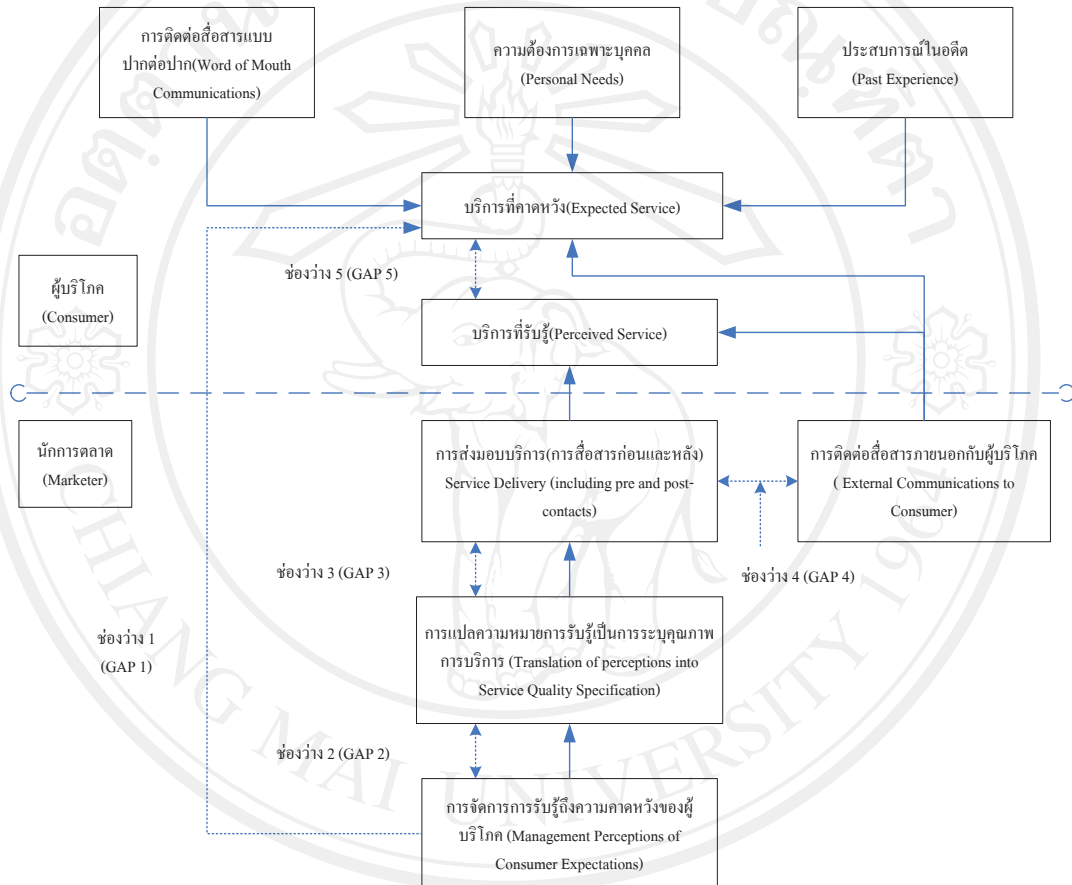 การติดต่อสื่อสารแบบ
ปากต่อปาก(Word of Mouth
Communications)
ความต้องการเฉพาะบุคคล
(Personal Needs)
ประสบการณ์ในอดีต
(Past Experience)
บริการที่คาดหวัง(Expected Service)
ช่องว่าง 5 (GAP 5)
ผู้บริโภค
(Consumer)
บริการที่รับรู้(Perceived Service)
นักการตลาด
(Marketer)
การส่งมอบบริการ(การสื่อสารก่อนและหลัง)
Service Delivery (including pre and post-
contacts)
การติดต่อสื่อสารภายนอกกับผู้บริโภค
( External Communications to
Consumer)
ช่องว่าง 3 (GAP 3)
ช่องว่าง 4 (GAP 4)
ช่องว่าง 1
(GAP 1)
การแปลความหมายการรับรู้เป็นการระบุคุณภาพ
การบริการ (Translation of perceptions into
Service Quality Specification)
ช่องว่าง 2 (GAP 2)
การจัดการการรับรู้ถึงความคาดหวังของผู้
บริโภค (Management Perceptions of
Consumer Expectations)
CHIANG MAI UNIVERSITY 1964